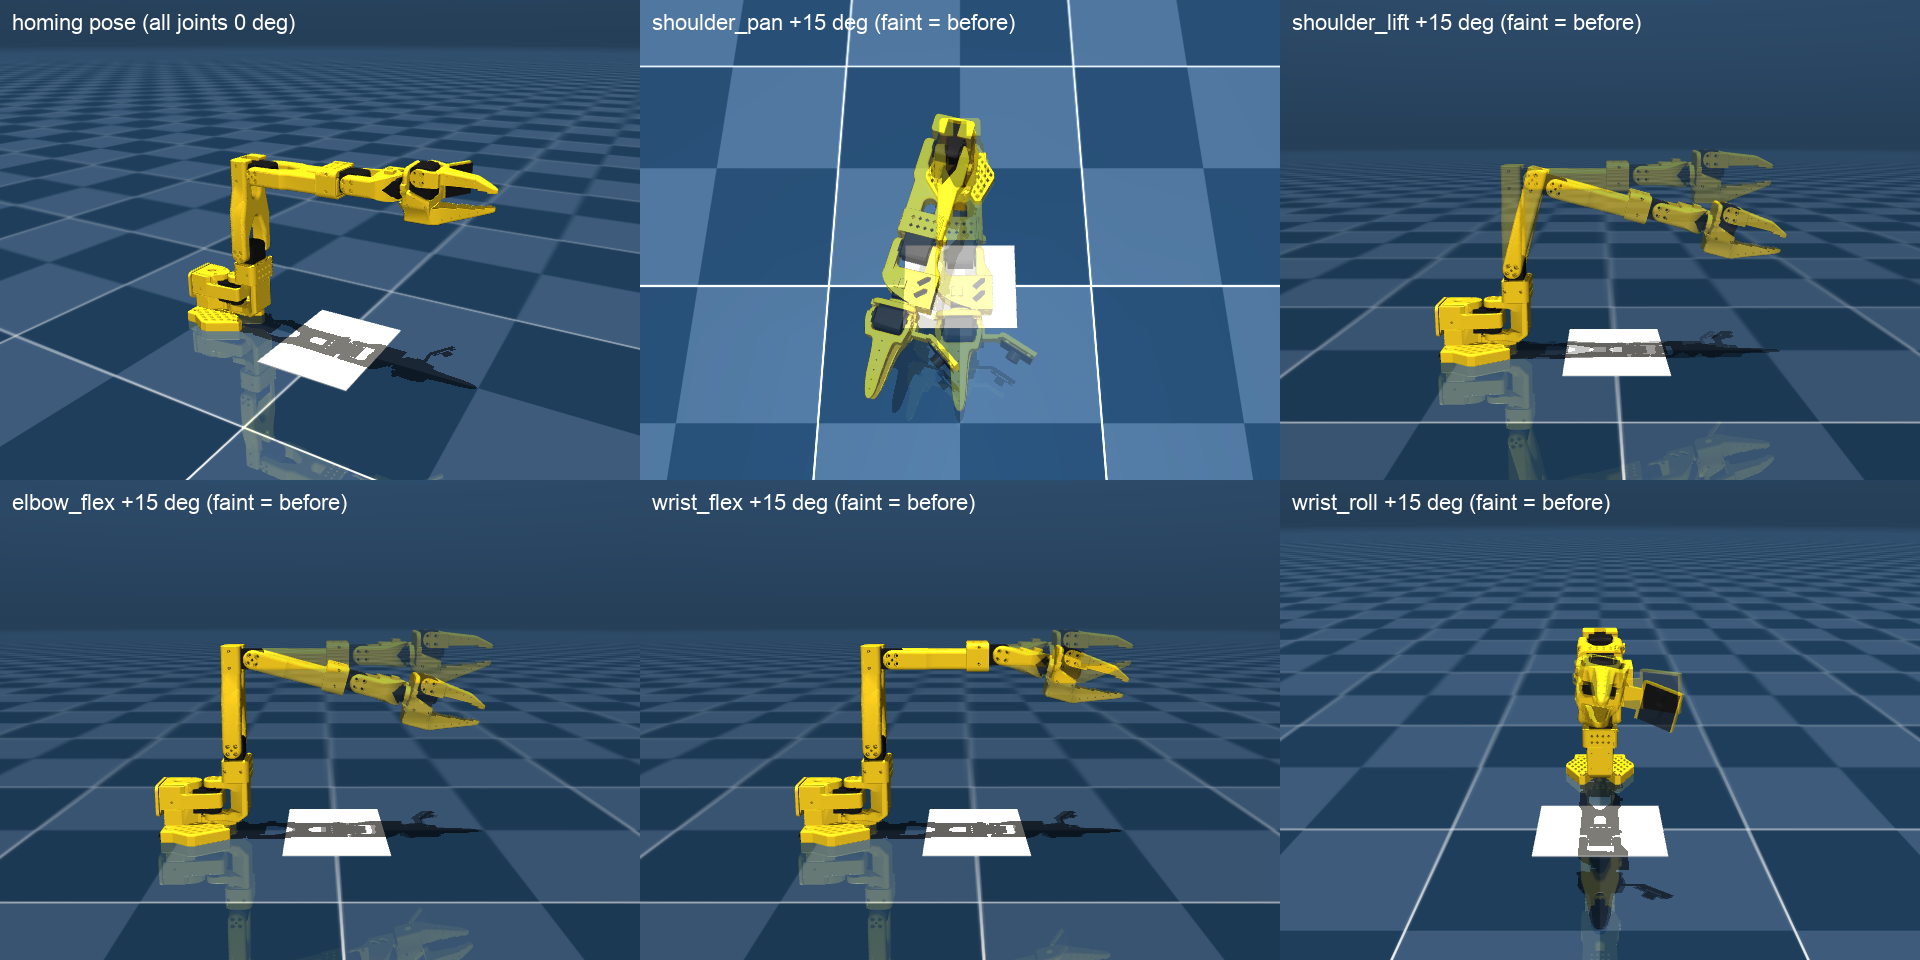 homing pose (all joints 0 deg)
shoulder_pan +15 deg (faint = before)
shoulder_lift +15 deg (faint = before)
elbow_flex +15 deg (faint = before)
wrist_flex +15 deg (faint = before)
wrist_roll +15 deg (faint = before)